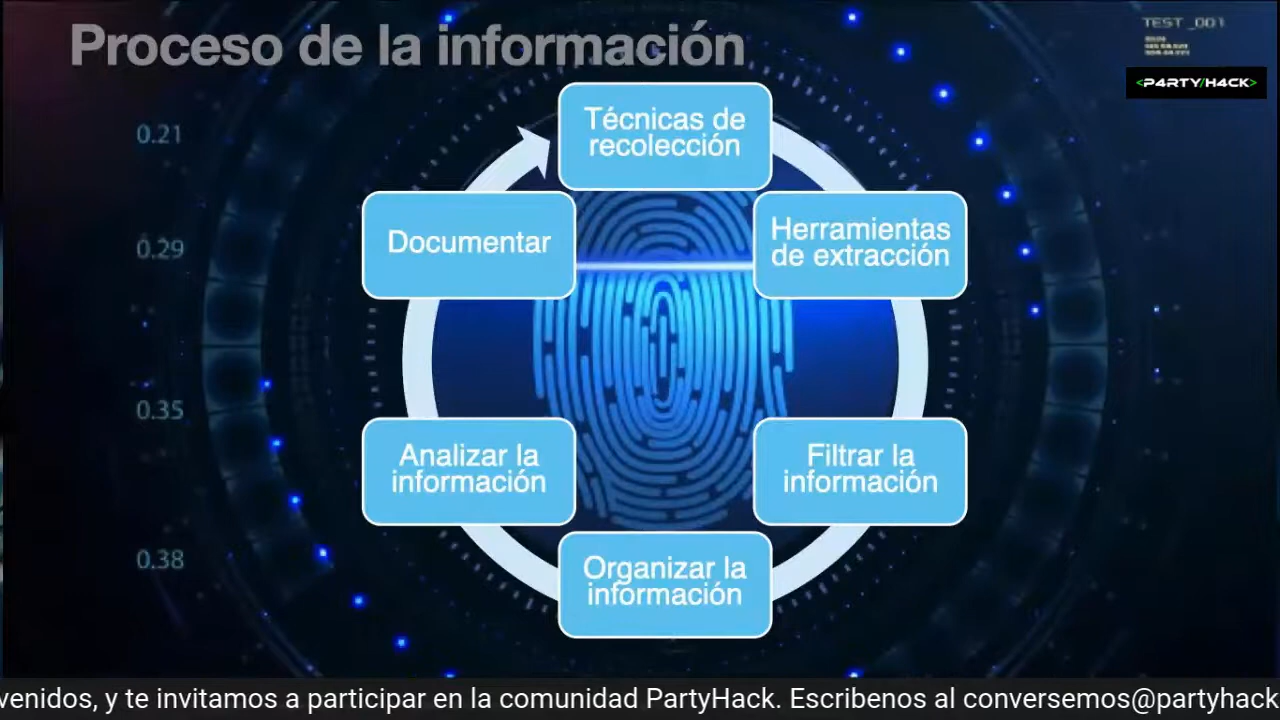 Proceso de la información
TEST _001
<P4RTY/H4CK>
0.21
0.29
0.35
0.38
Técnicas de
recolección
Herramientas
de extracción
Filtrar la
información
Organizar la
información
Analizar la
información
Documentar
venidos, y te invitamos a participar en la comunidad PartyHack. Escribenos al conversemos@partyhack